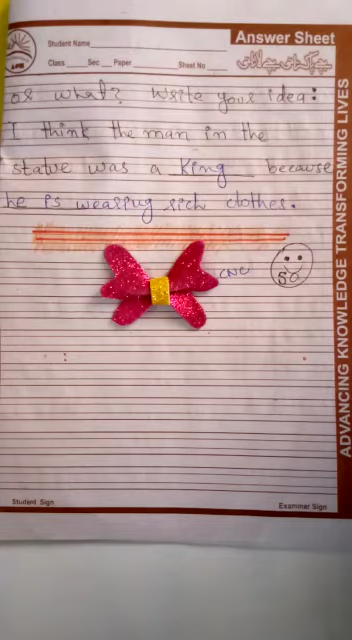 Answer Sheet
Student Name
Class Sec Paper Sheet No
or what? Write your idea:
I think the man in the
statue was a King because
he is wearing rich clothes.
CNC
Student Sign
Examiner Sign
ADVANCING KNOWLEDGE TRANSFORMING LIVES